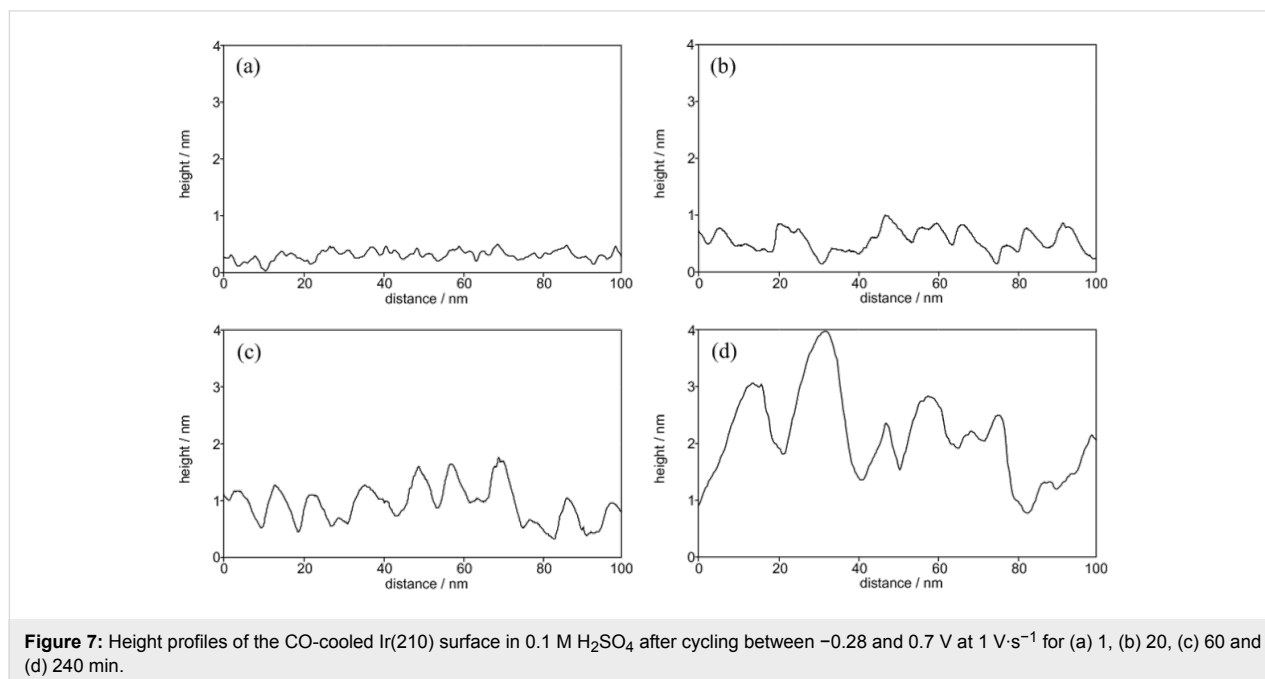 (a)
4
3
2
1
0
height / nm
0 20 40 60 80 100
distance / nm
(b)
4
3
2
1
0
height / nm
0 20 40 60 80 100
distance / nm
(c)
4
3
2
1
0
height / nm
0 20 40 60 80 100
distance / nm
(d)
4
3
2
1
0
height / nm
0 20 40 60 80 100
distance / nm
Figure 7: Height profiles of the CO-cooled Ir(210) surface in 0.1 M H₂SO₄ after cycling between −0.28 and 0.7 V at 1 V·s⁻¹ for (a) 1, (b) 20, (c) 60 and
(d) 240 min.